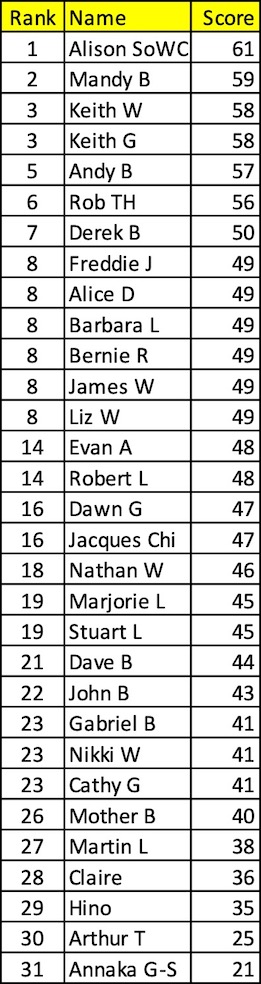 Rank Name Score
1 Alison SoWC 61
2 Mandy B 59
3 Keith W 58
3 Keith G 58
5 Andy B 57
6 Rob TH 56
7 Derek B 50
8 Freddie J 49
8 Alice D 49
8 Barbara L 49
8 Bernie R 49
8 James W 49
8 Liz W 49
14 Evan A 48
14 Robert L 48
16 Dawn G 47
16 Jacques Chi 47
18 Nathan W 46
19 Marjorie L 45
19 Stuart L 45
21 Dave B 44
22 John B 43
23 Gabriel B 41
23 Nikki W 41
23 Cathy G 41
26 Mother B 40
27 Martin L 38
28 Claire 36
29 Hino 35
30 Arthur T 25
31 Annaka G-S 21